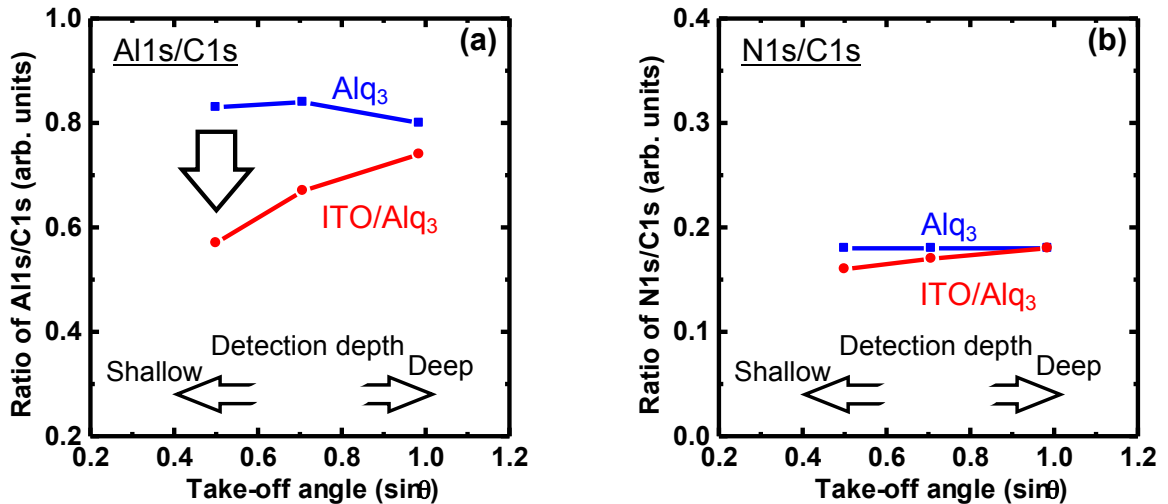 Al1s/C1s
(a)
Alq3
ITO/Alq3
Detection depth
Shallow
Deep
Ratio of Al1s/C1s (arb. units)
1.0
0.8
0.6
0.4
0.2
0.2 0.4 0.6 0.8 1.0 1.2
Take-off angle (sinθ)
N1s/C1s
(b)
Alq3
ITO/Alq3
Detection depth
Shallow
Deep
Ratio of N1s/C1s (arb. units)
0.4
0.3
0.2
0.1
0.0
0.2 0.4 0.6 0.8 1.0 1.2
Take-off angle (sinθ)